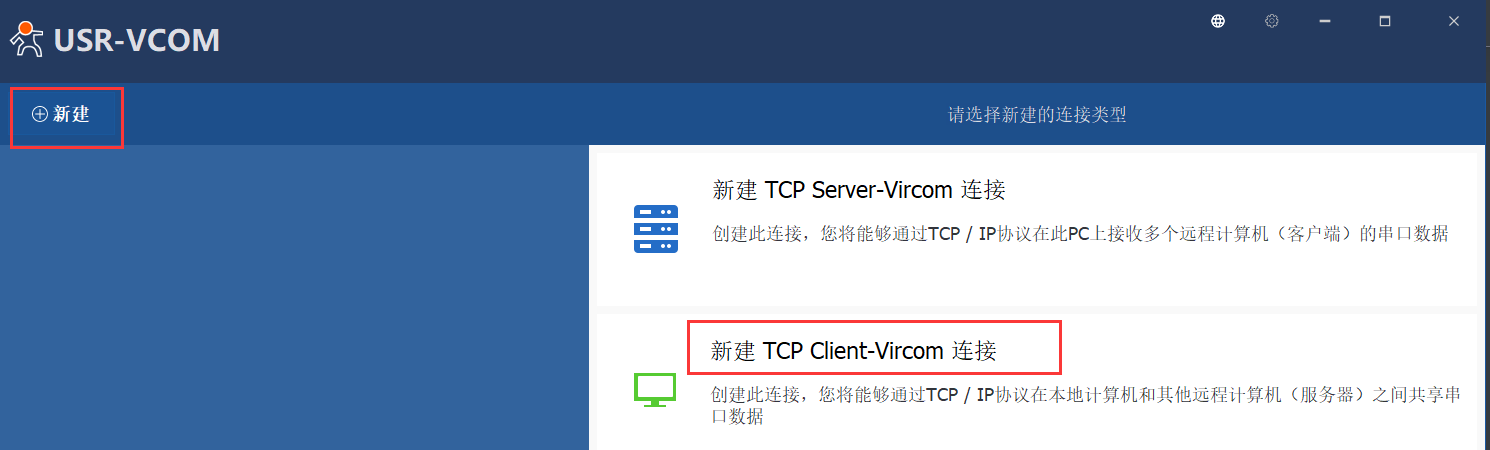 USR-VCOM
新建
请选择新建的连接类型
新建 TCP Server-Vircom 连接
创建此连接，您将能够通过TCP / IP协议在此PC上接收多个远程计算机（客户端）的串口数据
新建 TCP Client-Vircom 连接
创建此连接，您将能够通过TCP / IP协议在本地计算机和其他远程计算机（服务器）之间共享串
口数据